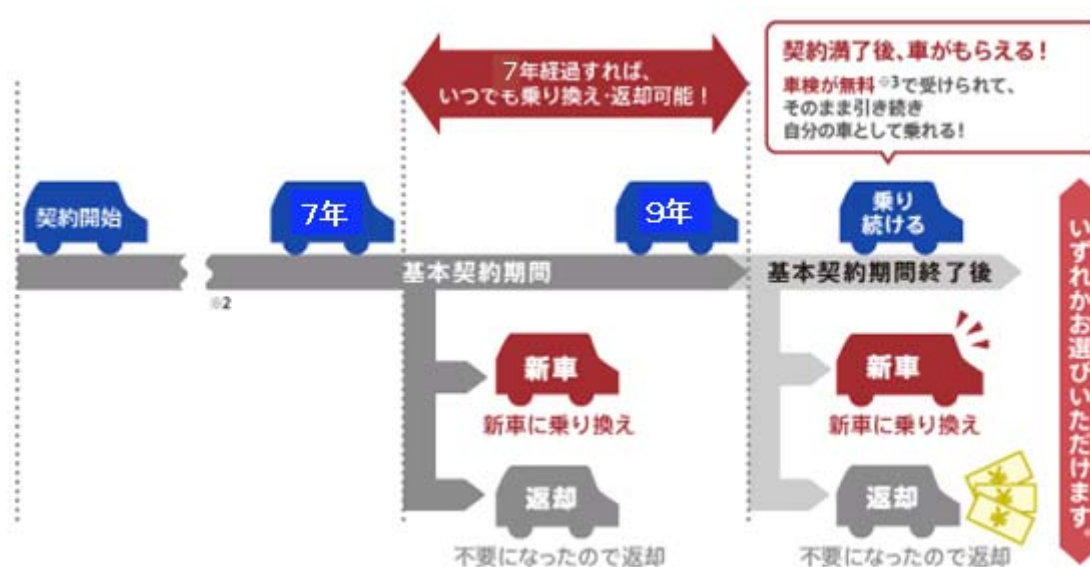 7年経過すれば、
いつでも乗り換え・返却可能！
契約満了後、車がもらえる！
車検が無料※3で受けられて、
そのまま引き続き
自分の車として乗れる！
契約開始
7年
9年
乗り
続ける
基本契約期間
基本契約期間終了後
※2
新車
新車に乗り換え
新車
新車に乗り換え
返却
不要になったので返却
返却
¥
¥
¥
不要になったので返却
いずれかお選びいただけます。